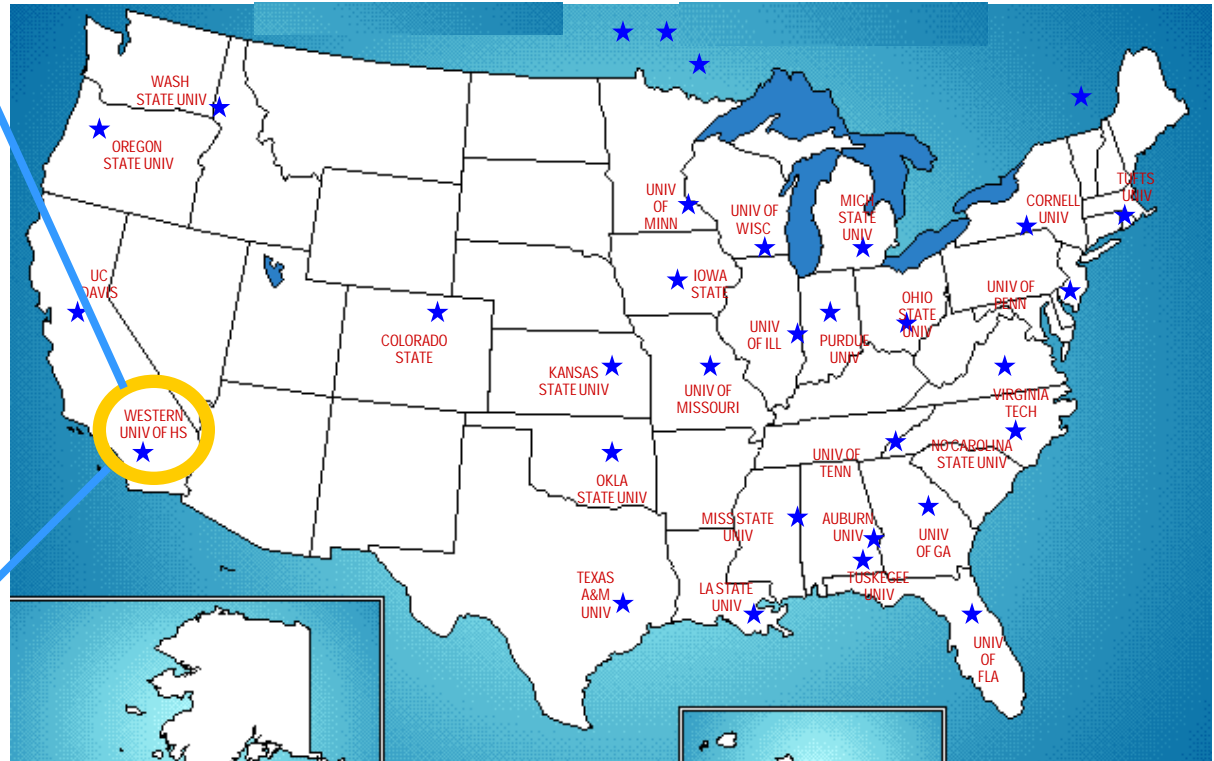 WASH
STATE UNIV
OREGON
STATE UNIV
UC
DAVIS
WESTERN
UNIV OF HS
COLORADO
STATE
UNIV
OF
MINN
UNIV OF
WISC
MICH
STATE
UNIV
CORNELL
UNIV
TUFTS
UNIV
IOWA
STATE
UNIV
OF ILL
PURDUE
UNIV
OHIO
STATE
UNIV
UNIV OF
PENN
KANSAS
STATE UNIV
UNIV OF
MISSOURI
VIRGINIA
TECH
NO CAROLINA
STATE UNIV
UNIV OF
TENN
OKLA
STATE UNIV
MISS STATE
UNIV
AUBURN
UNIV
UNIV
OF GA
TUSKEGEE
UNIV
TEXAS
A&M
UNIV
LA STATE
UNIV
UNIV
OF
FLA